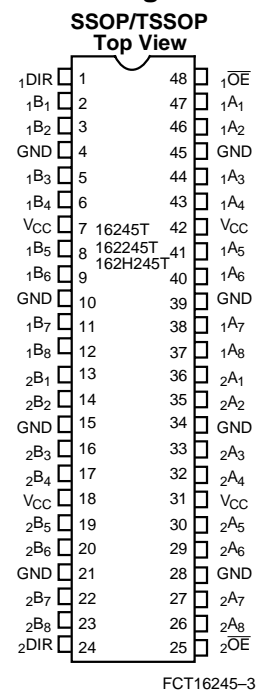 SSOP/TSSOP
Top View
1DIR 1 48 1O̅E̅
1B1 2 47 1A1
1B2 3 46 1A2
GND 4 45 GND
1B3 5 44 1A3
1B4 6 43 1A4
VCC 7 16245T 42 VCC
1B5 8 162245T 41 1A5
1B6 9 162H245T 40 1A6
GND 10 39 GND
1B7 11 38 1A7
1B8 12 37 1A8
2B1 13 36 2A1
2B2 14 35 2A2
GND 15 34 GND
2B3 16 33 2A3
2B4 17 32 2A4
VCC 18 31 VCC
2B5 19 30 2A5
2B6 20 29 2A6
GND 21 28 GND
2B7 22 27 2A7
2B8 23 26 2A8
2DIR 24 25 2O̅E̅
FCT16245–3